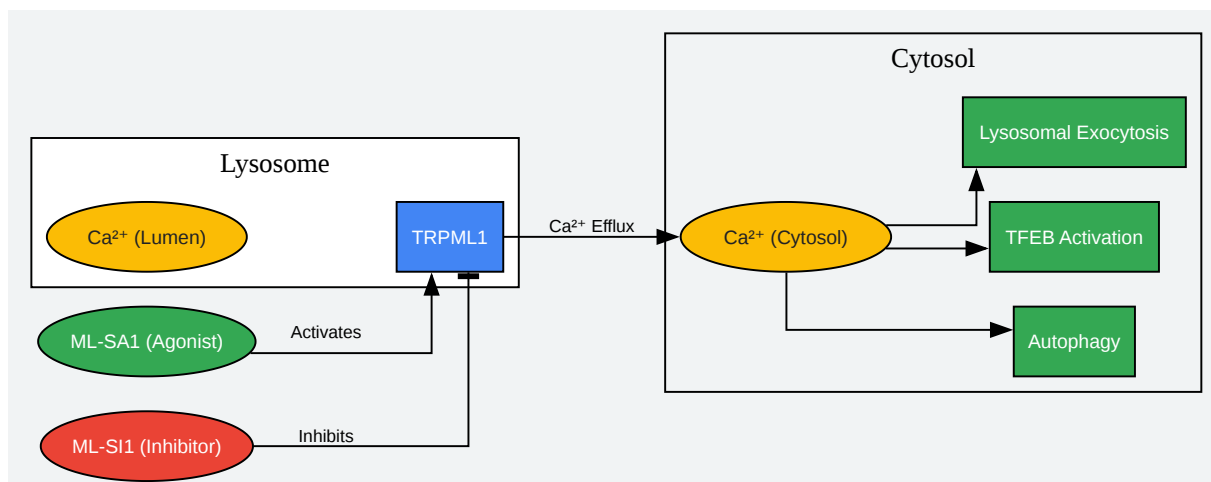 Cytosol
Lysosomal Exocytosis
Lysosome
Ca²⁺ (Lumen)
TRPML1
Ca²⁺ Efflux
Ca²⁺ (Cytosol)
TFEB Activation
ML-SA1 (Agonist)
Activates
Autophagy
ML-SI1 (Inhibitor)
Inhibits